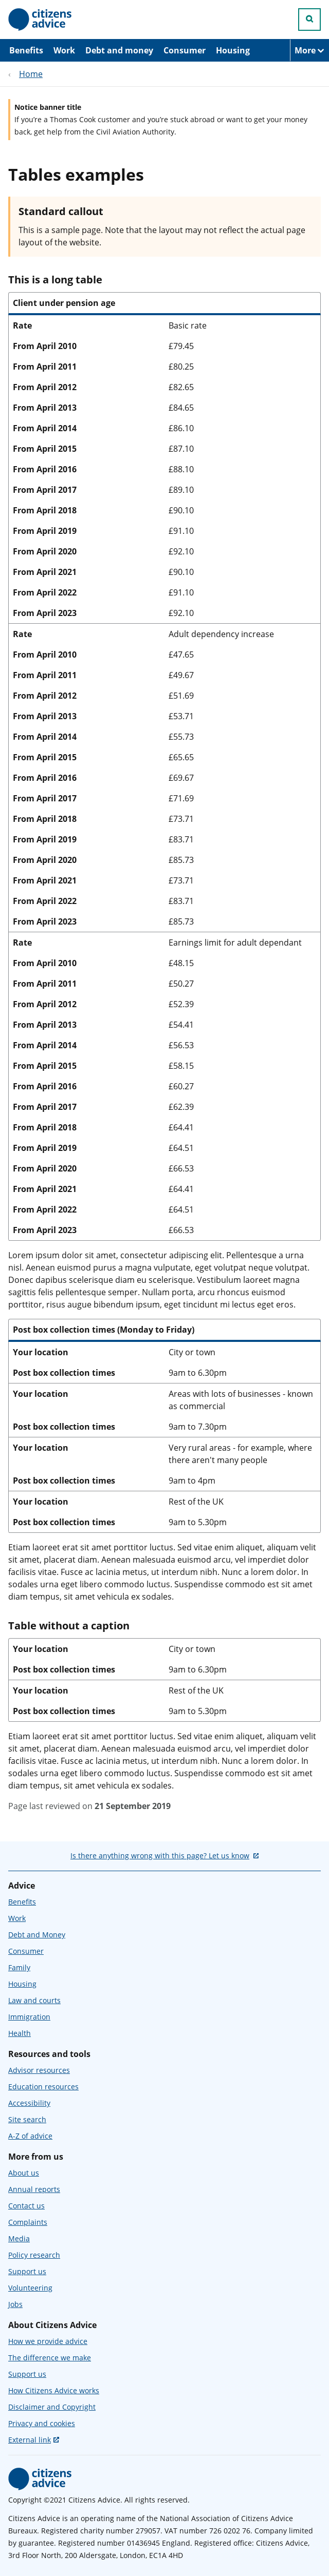 citizens
advice
Benefits Work Debt and money Consumer Housing More
‹ Home
Notice banner title
If you're a Thomas Cook customer and you're stuck abroad or want to get your money
back, get help from the Civil Aviation Authority.
Tables examples
Standard callout
This is a sample page. Note that the layout may not reflect the actual page
layout of the website.
This is a long table
Client under pension age
Rate Basic rate
From April 2010 £79.45
From April 2011 £80.25
From April 2012 £82.65
From April 2013 £84.65
From April 2014 £86.10
From April 2015 £87.10
From April 2016 £88.10
From April 2017 £89.10
From April 2018 £90.10
From April 2019 £91.10
From April 2020 £92.10
From April 2021 £90.10
From April 2022 £91.10
From April 2023 £92.10
Rate Adult dependency increase
From April 2010 £47.65
From April 2011 £49.67
From April 2012 £51.69
From April 2013 £53.71
From April 2014 £55.73
From April 2015 £65.65
From April 2016 £69.67
From April 2017 £71.69
From April 2018 £73.71
From April 2019 £83.71
From April 2020 £85.73
From April 2021 £73.71
From April 2022 £83.71
From April 2023 £85.73
Rate Earnings limit for adult dependant
From April 2010 £48.15
From April 2011 £50.27
From April 2012 £52.39
From April 2013 £54.41
From April 2014 £56.53
From April 2015 £58.15
From April 2016 £60.27
From April 2017 £62.39
From April 2018 £64.41
From April 2019 £64.51
From April 2020 £66.53
From April 2021 £64.41
From April 2022 £64.51
From April 2023 £66.53
Lorem ipsum dolor sit amet, consectetur adipiscing elit. Pellentesque a urna
nisl. Aenean euismod purus a magna vulputate, eget volutpat neque volutpat.
Donec dapibus scelerisque diam eu scelerisque. Vestibulum laoreet magna
sagittis felis pellentesque semper. Nullam porta, arcu rhoncus euismod
porttitor, risus augue bibendum ipsum, eget tincidunt mi lectus eget eros.
Post box collection times (Monday to Friday)
Your location City or town
Post box collection times 9am to 6.30pm
Your location Areas with lots of businesses - known
as commercial
Post box collection times 9am to 7.30pm
Your location Very rural areas - for example, where
there aren't many people
Post box collection times 9am to 4pm
Your location Rest of the UK
Post box collection times 9am to 5.30pm
Etiam laoreet erat sit amet porttitor luctus. Sed vitae enim aliquet, aliquam velit
sit amet, placerat diam. Aenean malesuada euismod arcu, vel imperdiet dolor
facilisis vitae. Fusce ac lacinia metus, ut interdum nibh. Nunc a lorem dolor. In
sodales urna eget libero commodo luctus. Suspendisse commodo est sit amet
diam tempus, sit amet vehicula ex sodales.
Table without a caption
Your location City or town
Post box collection times 9am to 6.30pm
Your location Rest of the UK
Post box collection times 9am to 5.30pm
Etiam laoreet erat sit amet porttitor luctus. Sed vitae enim aliquet, aliquam velit
sit amet, placerat diam. Aenean malesuada euismod arcu, vel imperdiet dolor
facilisis vitae. Fusce ac lacinia metus, ut interdum nibh. Nunc a lorem dolor. In
sodales urna eget libero commodo luctus. Suspendisse commodo est sit amet
diam tempus, sit amet vehicula ex sodales.
Page last reviewed on 21 September 2019
Is there anything wrong with this page? Let us know
Advice
Benefits
Work
Debt and Money
Consumer
Family
Housing
Law and courts
Immigration
Health
Resources and tools
Advisor resources
Education resources
Accessibility
Site search
A-Z of advice
More from us
About us
Annual reports
Contact us
Complaints
Media
Policy research
Support us
Volunteering
Jobs
About Citizens Advice
How we provide advice
The difference we make
Support us
How Citizens Advice works
Disclaimer and Copyright
Privacy and cookies
External link
citizens
advice
Copyright ©2021 Citizens Advice. All rights reserved.
Citizens Advice is an operating name of the National Association of Citizens Advice
Bureaux. Registered charity number 279057. VAT number 726 0202 76. Company limited
by guarantee. Registered number 01436945 England. Registered office: Citizens Advice,
3rd Floor North, 200 Aldersgate, London, EC1A 4HD